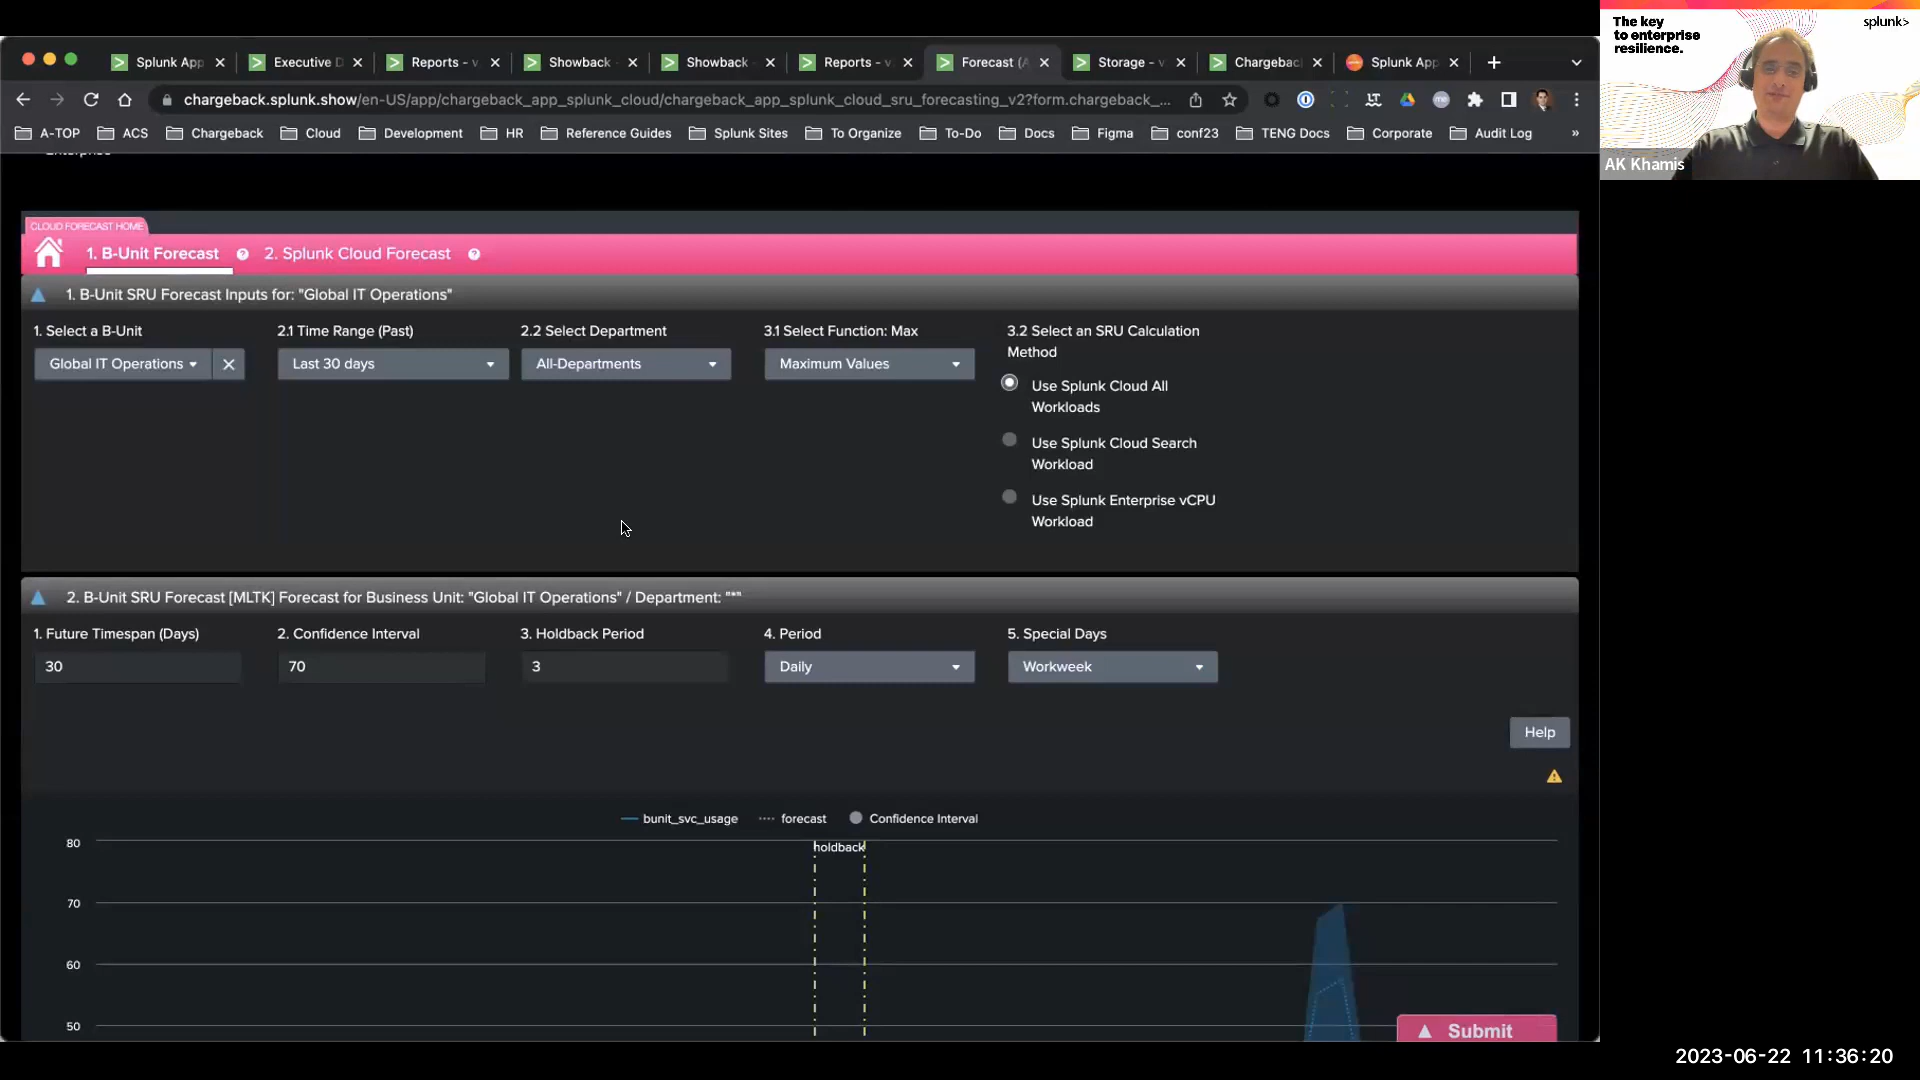 Splunk App
Executive D
Reports - v
Showback
Showback
Reports - v
Forecast (A
Storage - v
Chargebac
Splunk App
chargeback.splunk.show/en-US/app/chargeback_app_splunk_cloud/chargeback_app_splunk_cloud_sru_forecasting_v2?form.chargeback_...
A-TOP
ACS
Chargeback
Cloud
Development
HR
Reference Guides
Splunk Sites
To Organize
To-Do
Docs
Figma
conf23
TENG Docs
Corporate
Audit Log
»
The key
to enterprise
resilience.
splunk>
AK Khamis
Enterprise
CLOUD FORECAST HOME
1. B-Unit Forecast ?
2. Splunk Cloud Forecast ?
1. B-Unit SRU Forecast Inputs for: "Global IT Operations"
1. Select a B-Unit
Global IT Operations
2.1 Time Range (Past)
Last 30 days
2.2 Select Department
All-Departments
3.1 Select Function: Max
Maximum Values
3.2 Select an SRU Calculation
Method
Use Splunk Cloud All
Workloads
Use Splunk Cloud Search
Workload
Use Splunk Enterprise vCPU
Workload
2. B-Unit SRU Forecast [MLTK] Forecast for Business Unit: "Global IT Operations" / Department: "*"
1. Future Timespan (Days)
30
2. Confidence Interval
70
3. Holdback Period
3
4. Period
Daily
5. Special Days
Workweek
Help
bunit_svc_usage
forecast
Confidence Interval
holdback
80
70
60
50
Submit
2023-06-22 11:36:20